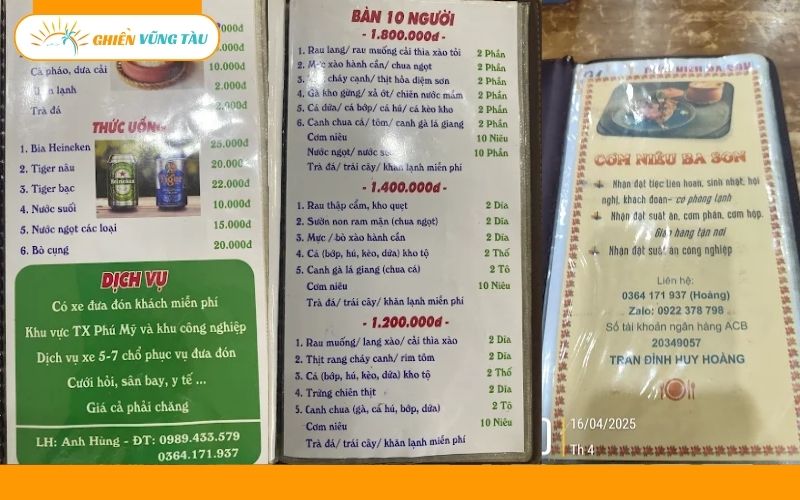 GHIỀN VŨNG TÀU
000đ
Cà pháo, dưa cải 10.000đ
lạnh 2.000đ
Trà đá 2.000đ
THỨC UỐNG
1. Bia Heineken 25.000đ
2. Tiger nâu 20.000đ
3. Tiger bạc 22.000đ
4. Nước suối 10.000đ
5. Nước ngọt các loại 15.000đ
6. Bò cụng 20.000đ
DỊCH VỤ
Có xe đưa đón khách miễn phí
Khu vực TX Phú Mỹ và khu công nghiệp
Dịch vụ xe 5-7 chổ phục vụ đưa đón
Cưới hỏi, sân bay, y tế ...
Giá cả phải chăng
LH: Anh Hùng - ĐT: 0989.433.579
0364.171.937
BÀN 10 NGƯỜI
- 1.800.000đ -
1. Rau lang/ rau muống cải thìa xào tỏi 2 Phần
2. Mực xào hành cần/ chua ngọt 2 Phần
3. cháy cạnh/ thịt hòa diệm sơn 2 Phần
4. Gà kho gừng/ xả ớt/ chiên nước mắm 2 Phần
5. Cá dứa/ cá bớp/ cá hú/ cá kèo kho 2 Phần
6. Canh chua cá/ tôm/ canh gà lá giang 2 Phần
Cơm niêu 10 Niêu
Nước ngọt/ nước 10 Phần
Trà đá/ trái cây/ khăn lạnh miễn phí
- 1.400.000đ -
1. Rau thập cẩm, kho quẹt 2 Dĩa
2. Sườn non ram mặn (chua ngọt) 2 Dĩa
3. Mực / bò xào hành cần 2 Dĩa
4. Cá (bớp, hú, kèo, dứa) kho tộ 2 Thố
5. Canh gà lá giang (chua cá) 2 Tô
Cơm niêu 10 Niêu
Trà đá/ trái cây/ khăn lạnh miễn phí
- 1.200.000đ -
1. Rau muống/ lang xào/ cải thìa xào 2 Dĩa
2. Thịt rang cháy cạnh/ rim tôm 2 Dĩa
3. Cá (bớp, hú, kèo, dứa) kho tộ 2 Thố
4. Trứng chiên thịt 2 Dĩa
5. Canh chua (gà, cá hú, bớp, dứa) 2 Tô
Cơm niêu 10 Niêu
Trà đá/ trái cây/ khăn lạnh miễn phí
CƠM NIÊU BA SON
Nhận đặt tiệc liên hoan, sinh nhật, hội
nghị, khách đoàn– có phòng lạnh
Nhận đặt suất ăn, cơm phần, cơm hộp.
Giao hàng tận nơi
Nhận đặt suất ăn công nghiệp
Liên hệ:
0364 171 937 (Hoàng)
Zalo: 0922 378 798
Số tài khoản ngân hàng ACB
20349057
TRẦN ĐÌNH HUY HOÀNG
16/04/2025
Th 4